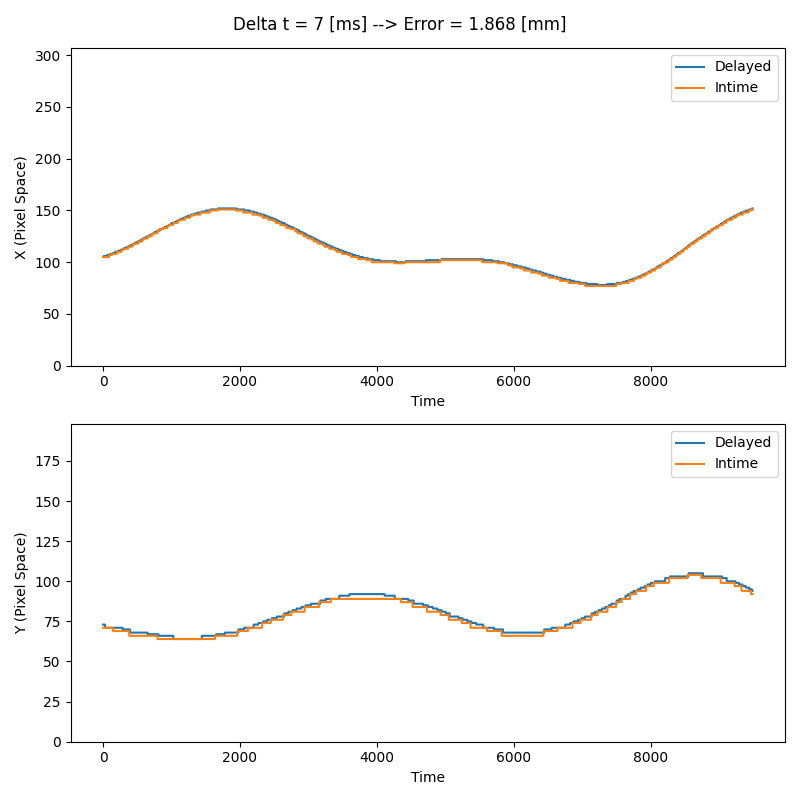 Delta t = 7 [ms] --> Error = 1.868 [mm]
300
250
200
150
100
50
0
X (Pixel Space)
Delayed
Intime
0 2000 4000 6000 8000
Time
175
150
125
100
75
50
25
0
Y (Pixel Space)
Delayed
Intime
0 2000 4000 6000 8000
Time